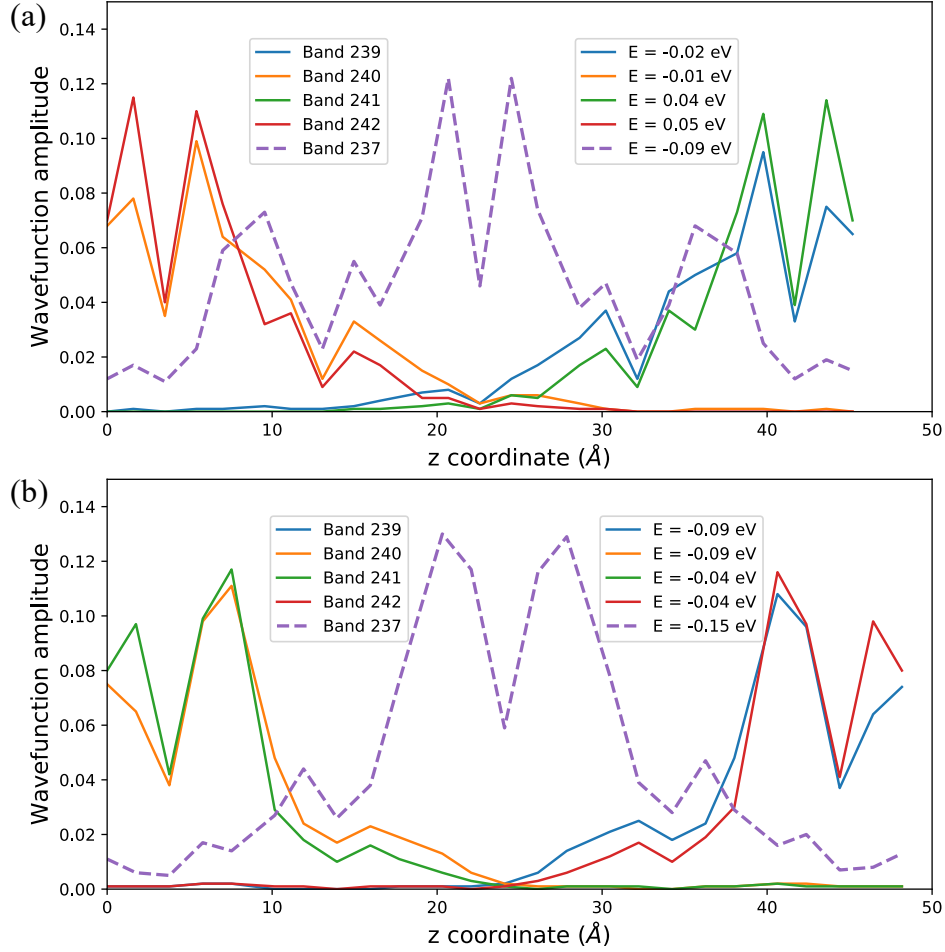 (a)
Wavefunction amplitude
0.14
0.12
0.10
0.08
0.06
0.04
0.02
0.00
Band 239
Band 240
Band 241
Band 242
Band 237
E = -0.02 eV
E = -0.01 eV
E = 0.04 eV
E = 0.05 eV
E = -0.09 eV
0 10 20 30 40 50
z coordinate (Å)
(b)
Wavefunction amplitude
0.14
0.12
0.10
0.08
0.06
0.04
0.02
0.00
Band 239
Band 240
Band 241
Band 242
Band 237
E = -0.09 eV
E = -0.09 eV
E = -0.04 eV
E = -0.04 eV
E = -0.15 eV
0 10 20 30 40 50
z coordinate (Å)